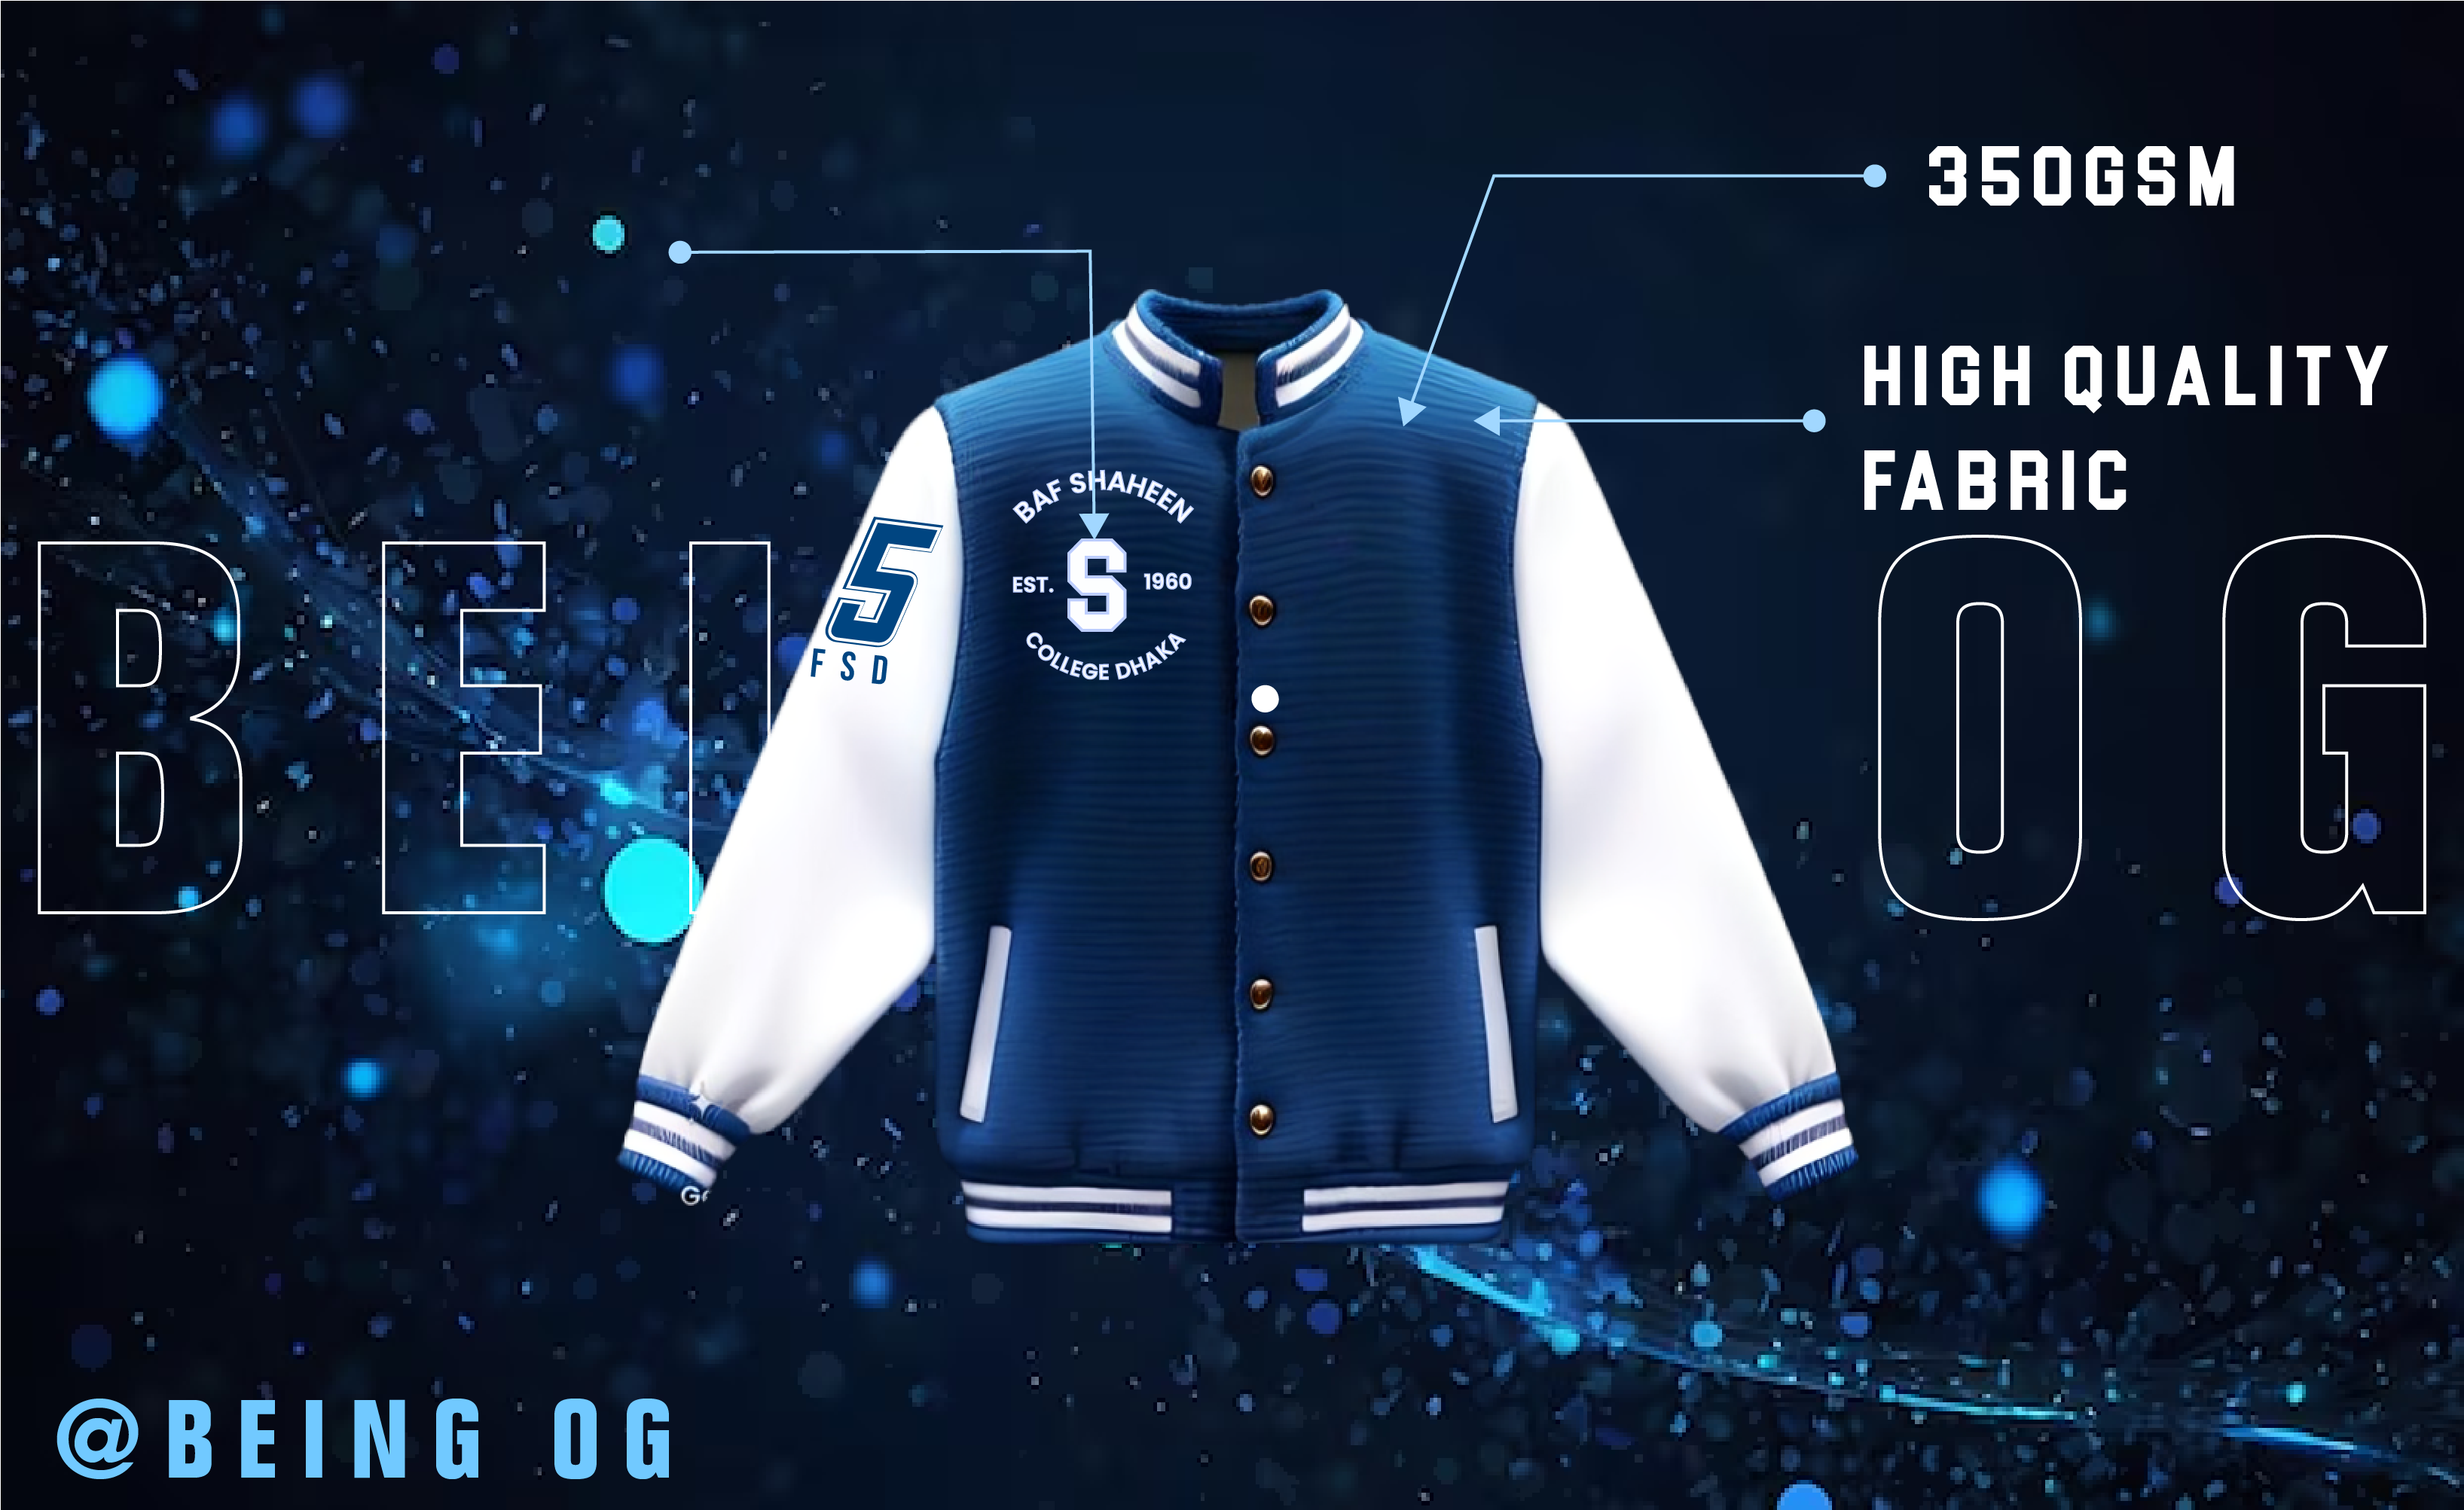 350GSM
HIGH QUALITY
FABRIC
BAF SHAHEEN
EST. S 1960
COLLEGE DHAKA
5
FSD
BEI OG
@BEING OG